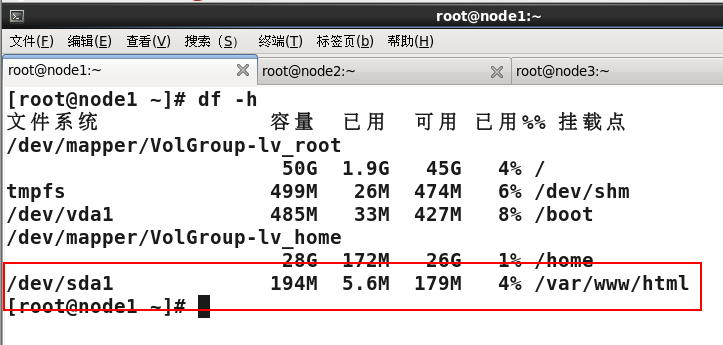 root@node1:~
文件(F) 编辑(E) 查看(V) 搜索（S） 终端(T) 标签页(b) 帮助(H)
root@node1:~ root@node2:~ root@node3:~
[root@node1 ~]# df -h
文件系统 容量 已用 可用 已用%% 挂载点
/dev/mapper/VolGroup-lv_root
50G 1.9G 45G 4% /
tmpfs 499M 26M 474M 6% /dev/shm
/dev/vda1 485M 33M 427M 8% /boot
/dev/mapper/VolGroup-lv_home
28G 172M 26G 1% /home
/dev/sda1 194M 5.6M 179M 4% /var/www/html
[root@node1 ~]#